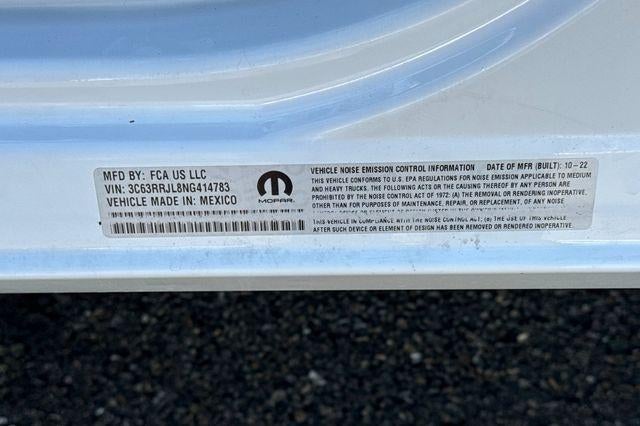 MFD BY: FCA US LLC
VIN: 3C63RRJL8NG414783
VEHICLE MADE IN: MEXICO
MOPAR.
VEHICLE NOISE EMISSION CONTROL INFORMATION DATE OF MFR (BUILT): 10-22
THIS VEHICLE CONFORMS TO U.S. EPA REGULATIONS FOR NOISE EMISSION APPLICABLE TO MEDIUM
AND HEAVY TRUCKS. THE FOLLOWING ACTS OR THE CAUSING THEREOF BY ANY PERSON ARE
PROHIBITED BY THE NOISE CONTROL ACT OF 1972: (A) THE REMOVAL OR RENDERING INOPERATIVE,
OTHER THAN FOR PURPOSES OF MAINTENANCE, REPAIR, OR REPLACEMENT, OF ANY NOISE
THIS VEHICLE IN COMPLIANCE WITH THE NOISE CONTROL ACT; (B) THE USE OF THIS VEHICLE
AFTER SUCH DEVICE OR ELEMENT OF DESIGN HAS BEEN REMOVED OR RENDERED INOPERATIVE.